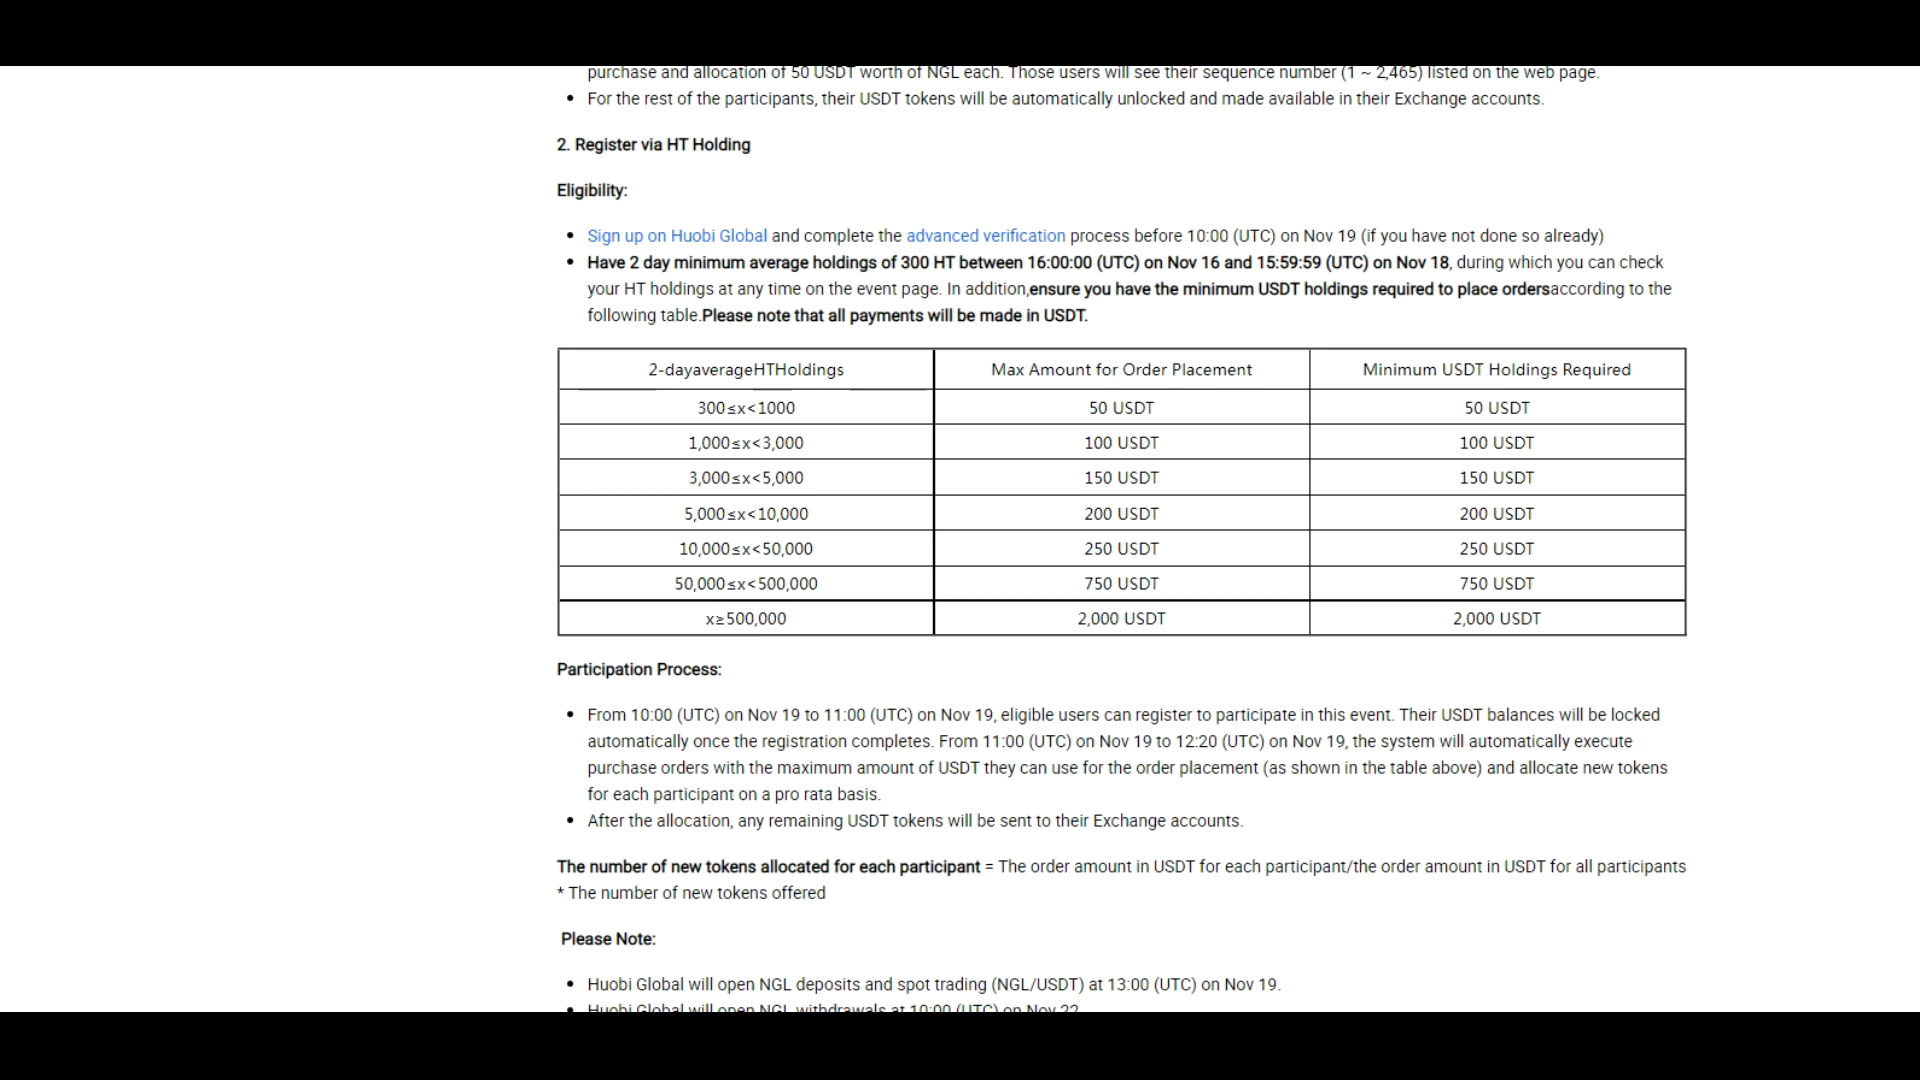 purchase and allocation of 50 USDT worth of NGL each. Those users will see their sequence number (1 ~ 2,465) listed on the web page.
• For the rest of the participants, their USDT tokens will be automatically unlocked and made available in their Exchange accounts.
2. Register via HT Holding
Eligibility:
• Sign up on Huobi Global and complete the advanced verification process before 10:00 (UTC) on Nov 19 (if you have not done so already)
• Have 2 day minimum average holdings of 300 HT between 16:00:00 (UTC) on Nov 16 and 15:59:59 (UTC) on Nov 18, during which you can check
your HT holdings at any time on the event page. In addition,ensure you have the minimum USDT holdings required to place ordersaccording to the
following table.Please note that all payments will be made in USDT.
2-dayaverageHTHoldings Max Amount for Order Placement Minimum USDT Holdings Required
300≤x<1000 50 USDT 50 USDT
1,000≤x<3,000 100 USDT 100 USDT
3,000≤x<5,000 150 USDT 150 USDT
5,000≤x<10,000 200 USDT 200 USDT
10,000≤x<50,000 250 USDT 250 USDT
50,000≤x<500,000 750 USDT 750 USDT
x≥500,000 2,000 USDT 2,000 USDT
Participation Process:
• From 10:00 (UTC) on Nov 19 to 11:00 (UTC) on Nov 19, eligible users can register to participate in this event. Their USDT balances will be locked
automatically once the registration completes. From 11:00 (UTC) on Nov 19 to 12:20 (UTC) on Nov 19, the system will automatically execute
purchase orders with the maximum amount of USDT they can use for the order placement (as shown in the table above) and allocate new tokens
for each participant on a pro rata basis.
• After the allocation, any remaining USDT tokens will be sent to their Exchange accounts.
The number of new tokens allocated for each participant = The order amount in USDT for each participant/the order amount in USDT for all participants
* The number of new tokens offered
Please Note:
• Huobi Global will open NGL deposits and spot trading (NGL/USDT) at 13:00 (UTC) on Nov 19.
• Huobi Global will open NGL withdrawals at 10:00 (UTC) on Nov 22